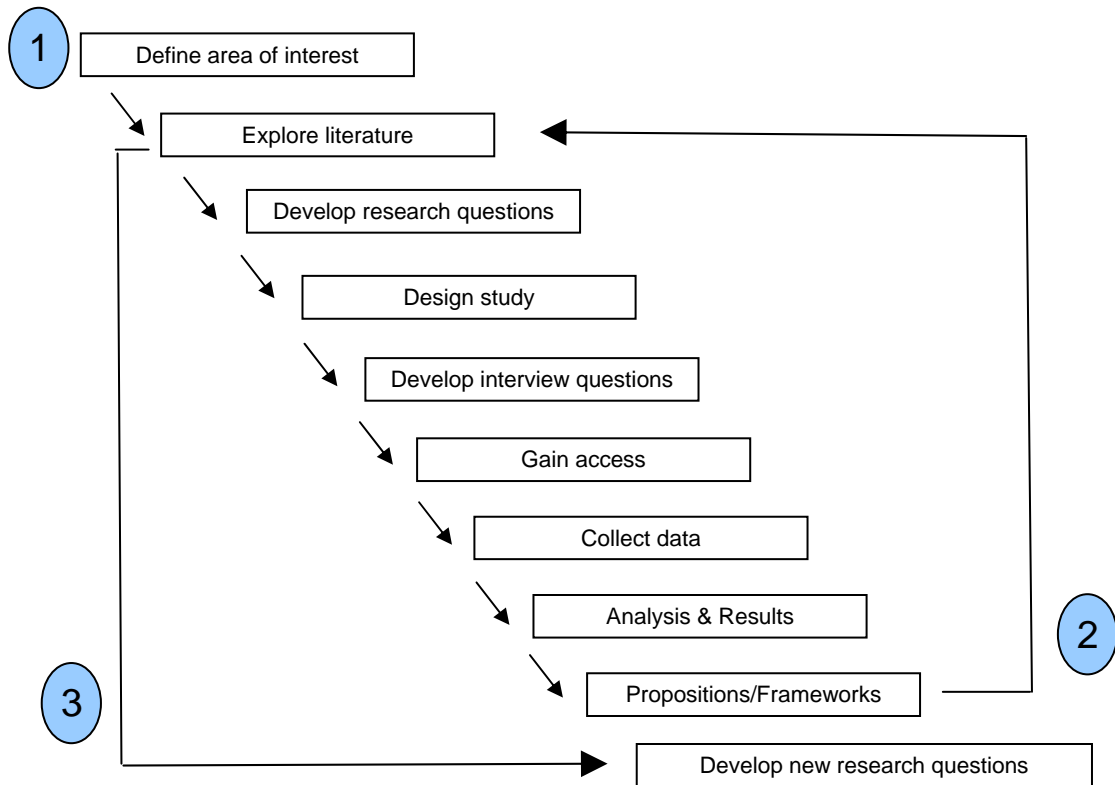 1
Define area of interest
Explore literature
Develop research questions
Design study
Develop interview questions
Gain access
Collect data
Analysis & Results
2
Propositions/Frameworks
3
Develop new research questions